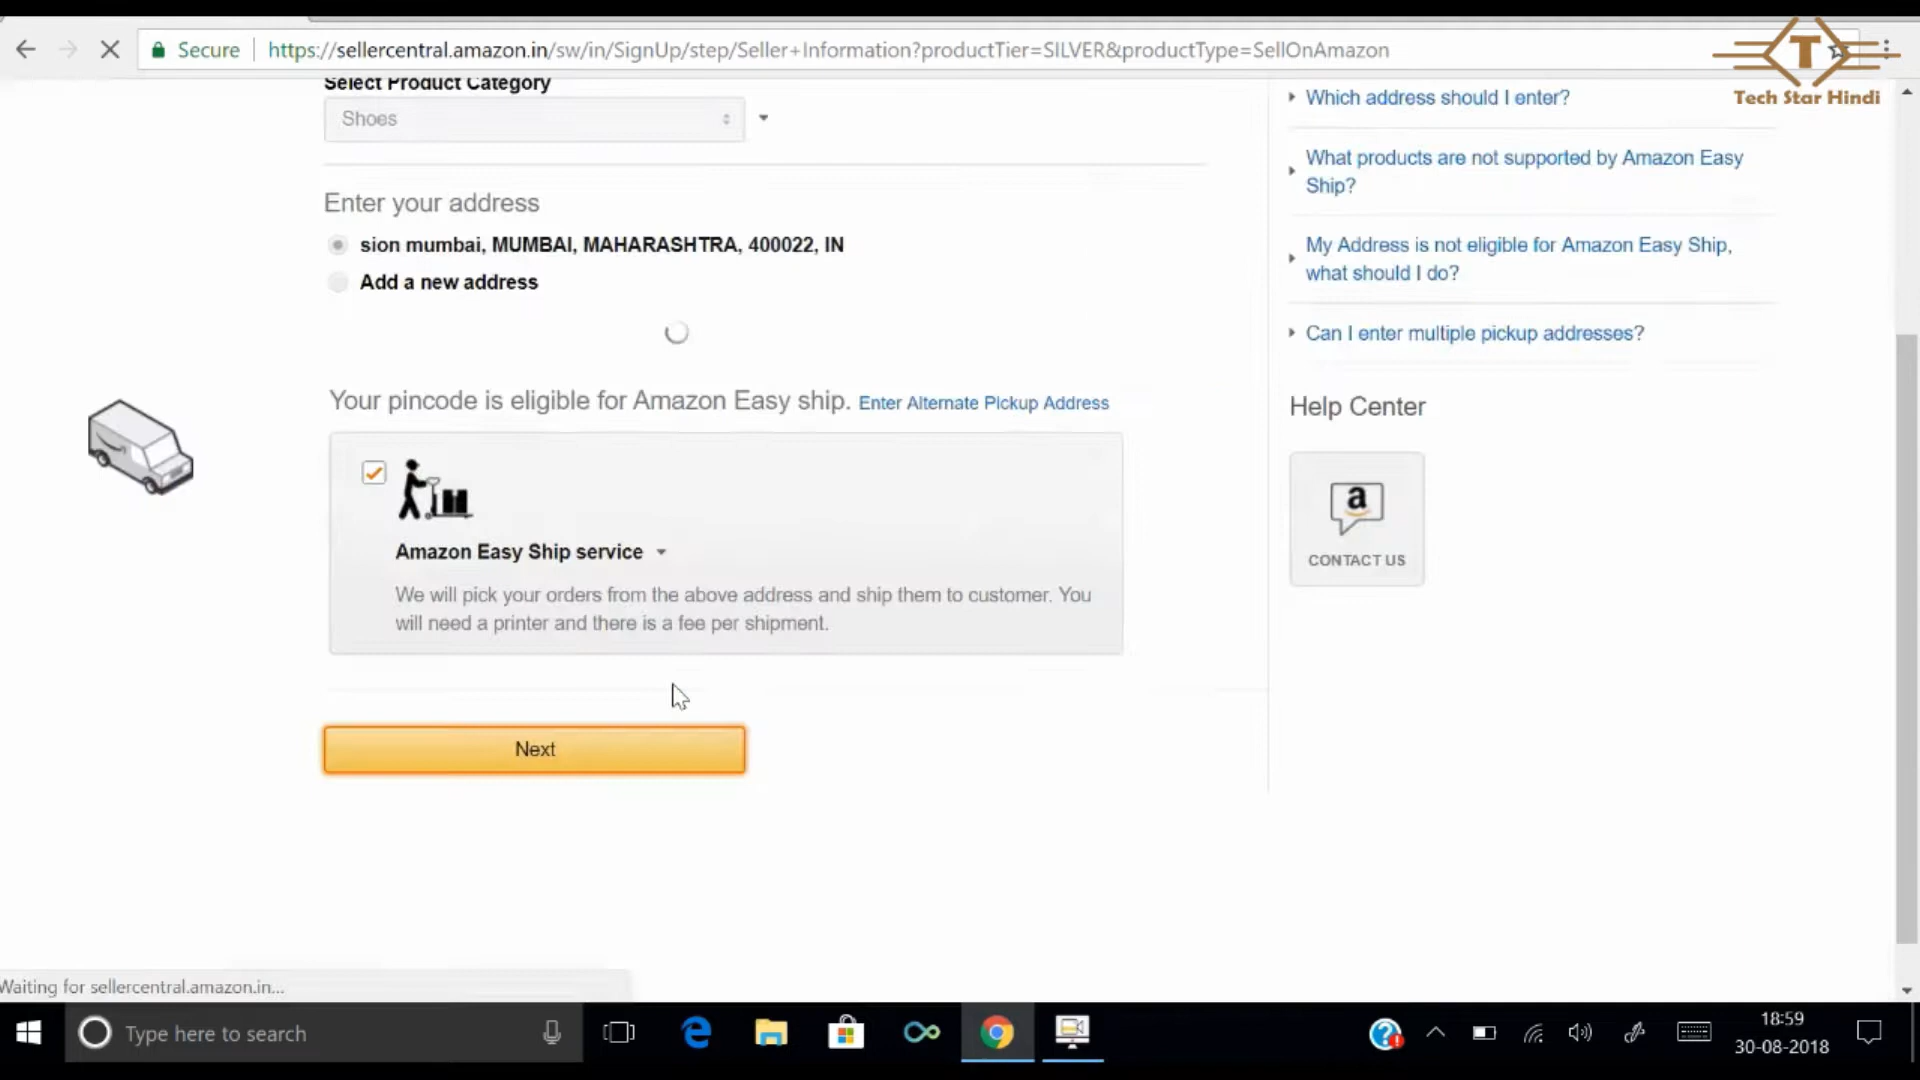 Secure
https://sellercentral.amazon.in/sw/in/SignUp/step/Seller+Information?productTier=SILVER&productType=SellOnAmazon
T
Tech Star Hindi
Select Product Category
Shoes
Enter your address
sion mumbai, MUMBAI, MAHARASHTRA, 400022, IN
Add a new address
Your pincode is eligible for Amazon Easy ship. Enter Alternate Pickup Address
Amazon Easy Ship service
We will pick your orders from the above address and ship them to customer. You
will need a printer and there is a fee per shipment.
Next
Which address should I enter?
What products are not supported by Amazon Easy
Ship?
My Address is not eligible for Amazon Easy Ship,
what should I do?
Can I enter multiple pickup addresses?
Help Center
a
CONTACT US
Waiting for sellercentral.amazon.in...
Type here to search
18:59
30-08-2018